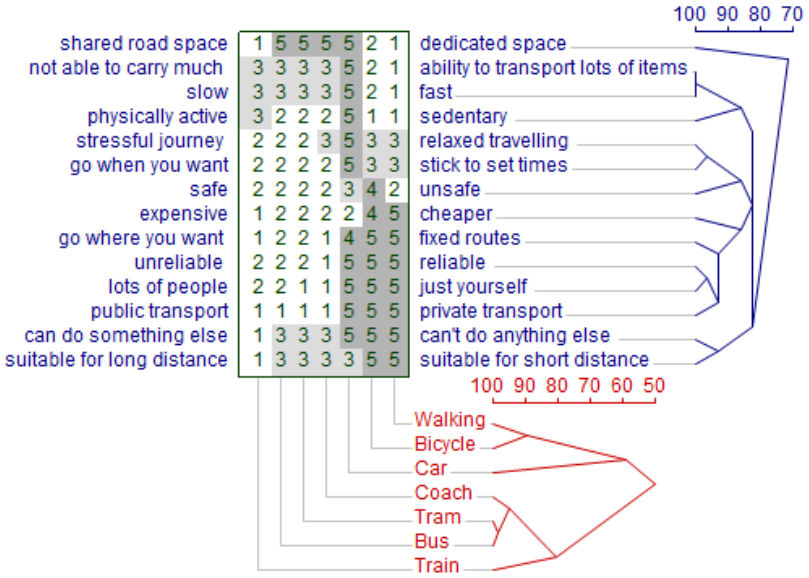 100 90 80 70
shared road space 1 5 5 5 5 2 1 dedicated space
not able to carry much 3 3 3 3 5 2 1 ability to transport lots of items
slow 3 3 3 3 5 2 1 fast
physically active 3 2 2 2 5 1 1 sedentary
stressful journey 2 2 2 3 5 3 3 relaxed travelling
go when you want 2 2 2 2 5 3 3 stick to set times
safe 2 2 2 2 3 4 2 unsafe
expensive 1 2 2 2 2 4 5 cheaper
go where you want 1 2 2 1 4 5 5 fixed routes
unreliable 2 2 2 1 5 5 5 reliable
lots of people 2 2 1 1 5 5 5 just yourself
public transport 1 1 1 1 5 5 5 private transport
can do something else 1 3 3 3 5 5 5 can't do anything else
suitable for long distance 1 3 3 3 3 5 5 suitable for short distance
100 90 80 70 60 50
Walking
Bicycle
Car
Coach
Tram
Bus
Train